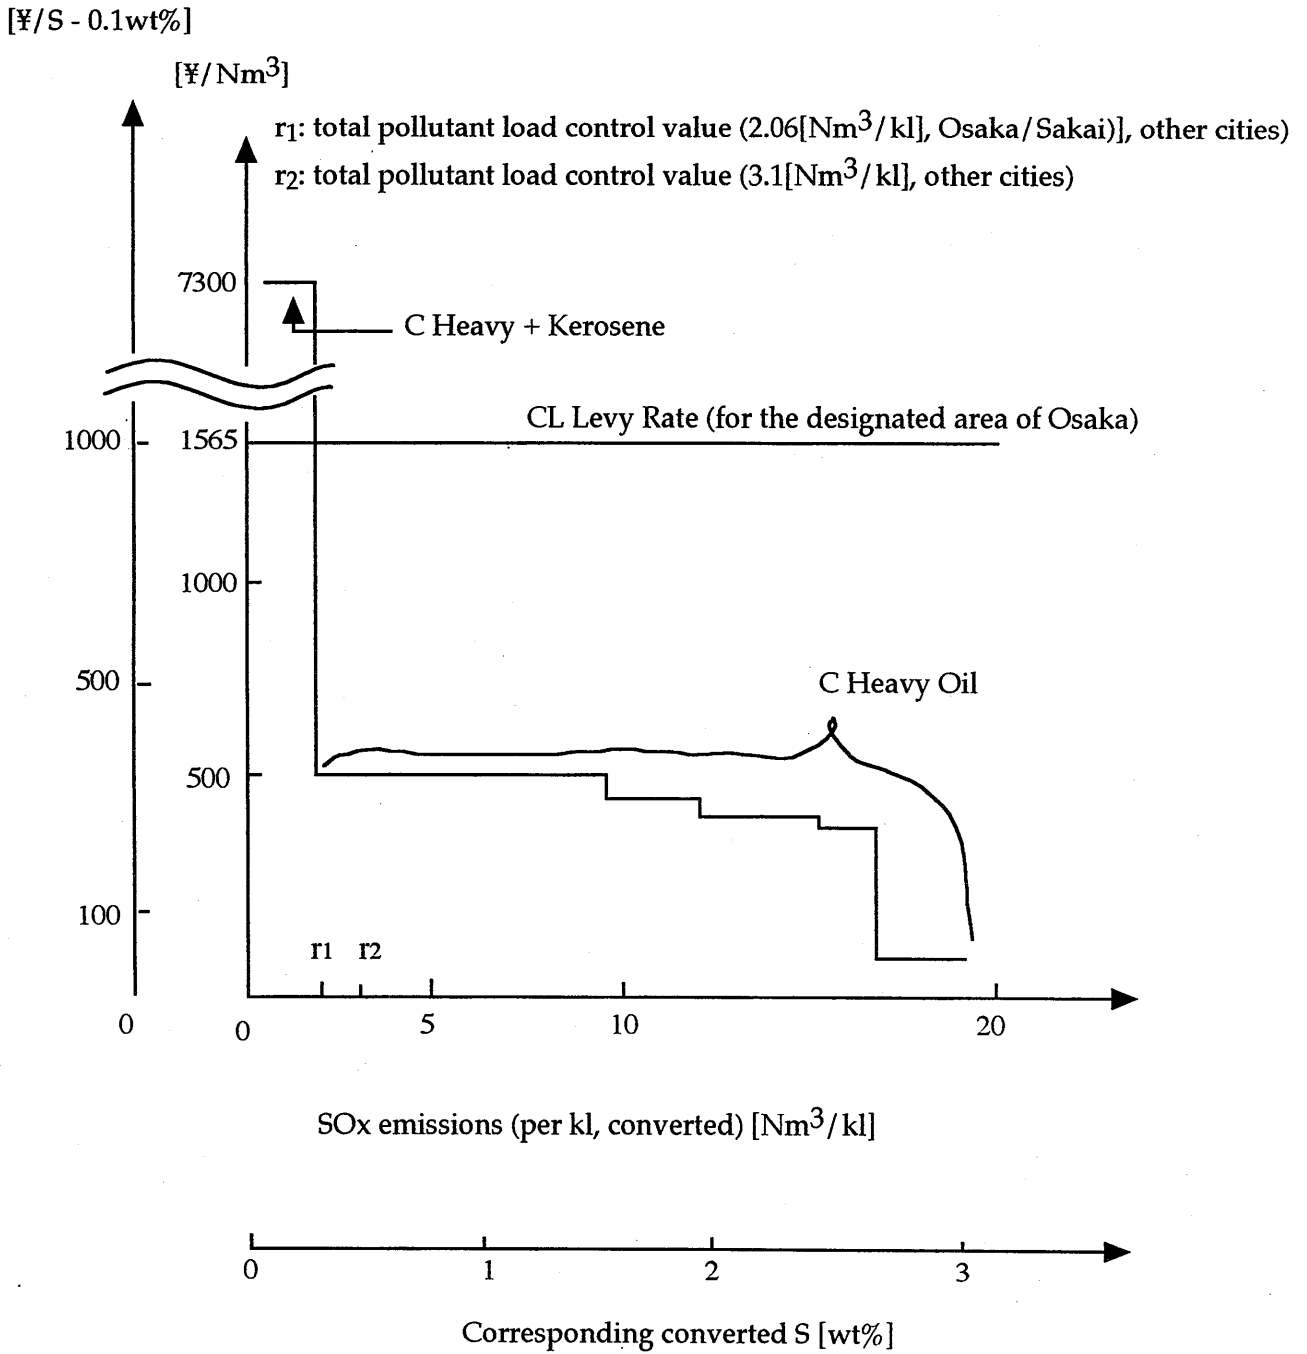 [¥/S - 0.1wt%]
[¥/Nm3]
r1: total pollutant load control value (2.06[Nm3/kl], Osaka/Sakai)], other cities)
r2: total pollutant load control value (3.1[Nm3/kl], other cities)
7300
C Heavy + Kerosene
CL Levy Rate (for the designated area of Osaka)
1000 1565
1000
500
C Heavy Oil
500
100
r1 r2
0 0 5 10 20
SOx emissions (per kl, converted) [Nm3/kl]
0 1 2 3
Corresponding converted S [wt%]